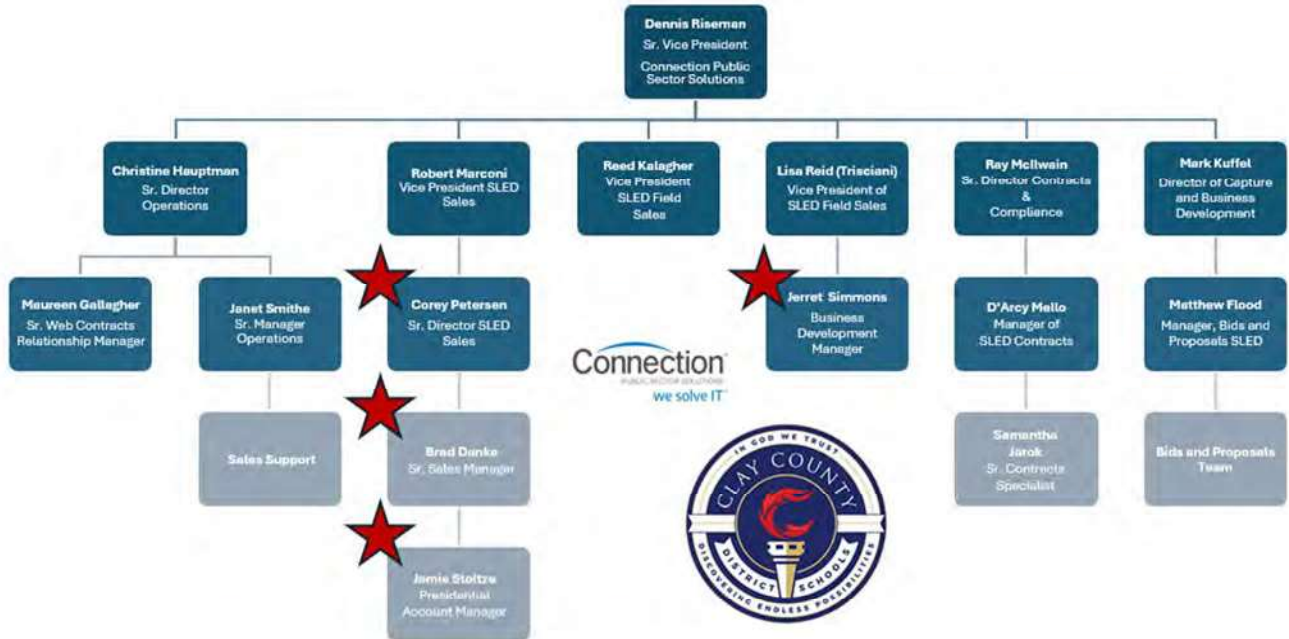 Dennis Riseman
Sr. Vice President
Connection Public
Sector Solutions
Christine Hauptman
Sr. Director
Operations
Robert Marconi
Vice President SLED
Sales
Reed Kalagher
Vice President
SLED Field
Sales
Lisa Reid (Trisciani)
Vice President of
SLED Field Sales
Ray McIlwain
Sr. Director Contracts
&
Compliance
Mark Kuffel
Director of Capture
and Business
Development
Maureen Gallagher
Sr. Web Contracts
Relationship Manager
Janet Smithe
Sr. Manager
Operations
Corey Petersen
Sr. Director SLED
Sales
Jerret Simmons
Business
Development
Manager
D'Arcy Mello
Manager of
SLED Contracts
Matthew Flood
Manager, Bids and
Proposals SLED
Connection
PUBLIC SECTOR SOLUTIONS
we solve IT
Sales Support
Brad Danke
Sr. Sales Manager
Samantha
Jarok
Sr. Contracts
Specialist
Bids and Proposals
Team
Jamie Stoltze
Presidential
Account Manager
IN GOD WE TRUST
CLAY COUNTY
DISTRICT SCHOOLS
DISCOVERING ENDLESS POSSIBILITIES